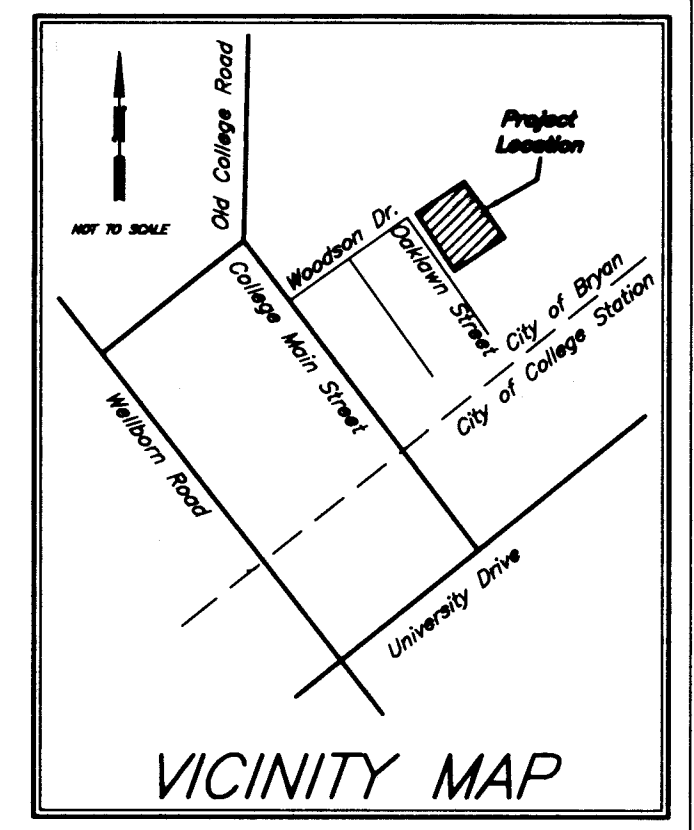 Old College Road
Project
Location
NOT TO SCALE
Woodson Dr.
Oaklawn Street
College Main Street
City of Bryan
City of College Station
Wellborn Road
University Drive
VICINITY MAP